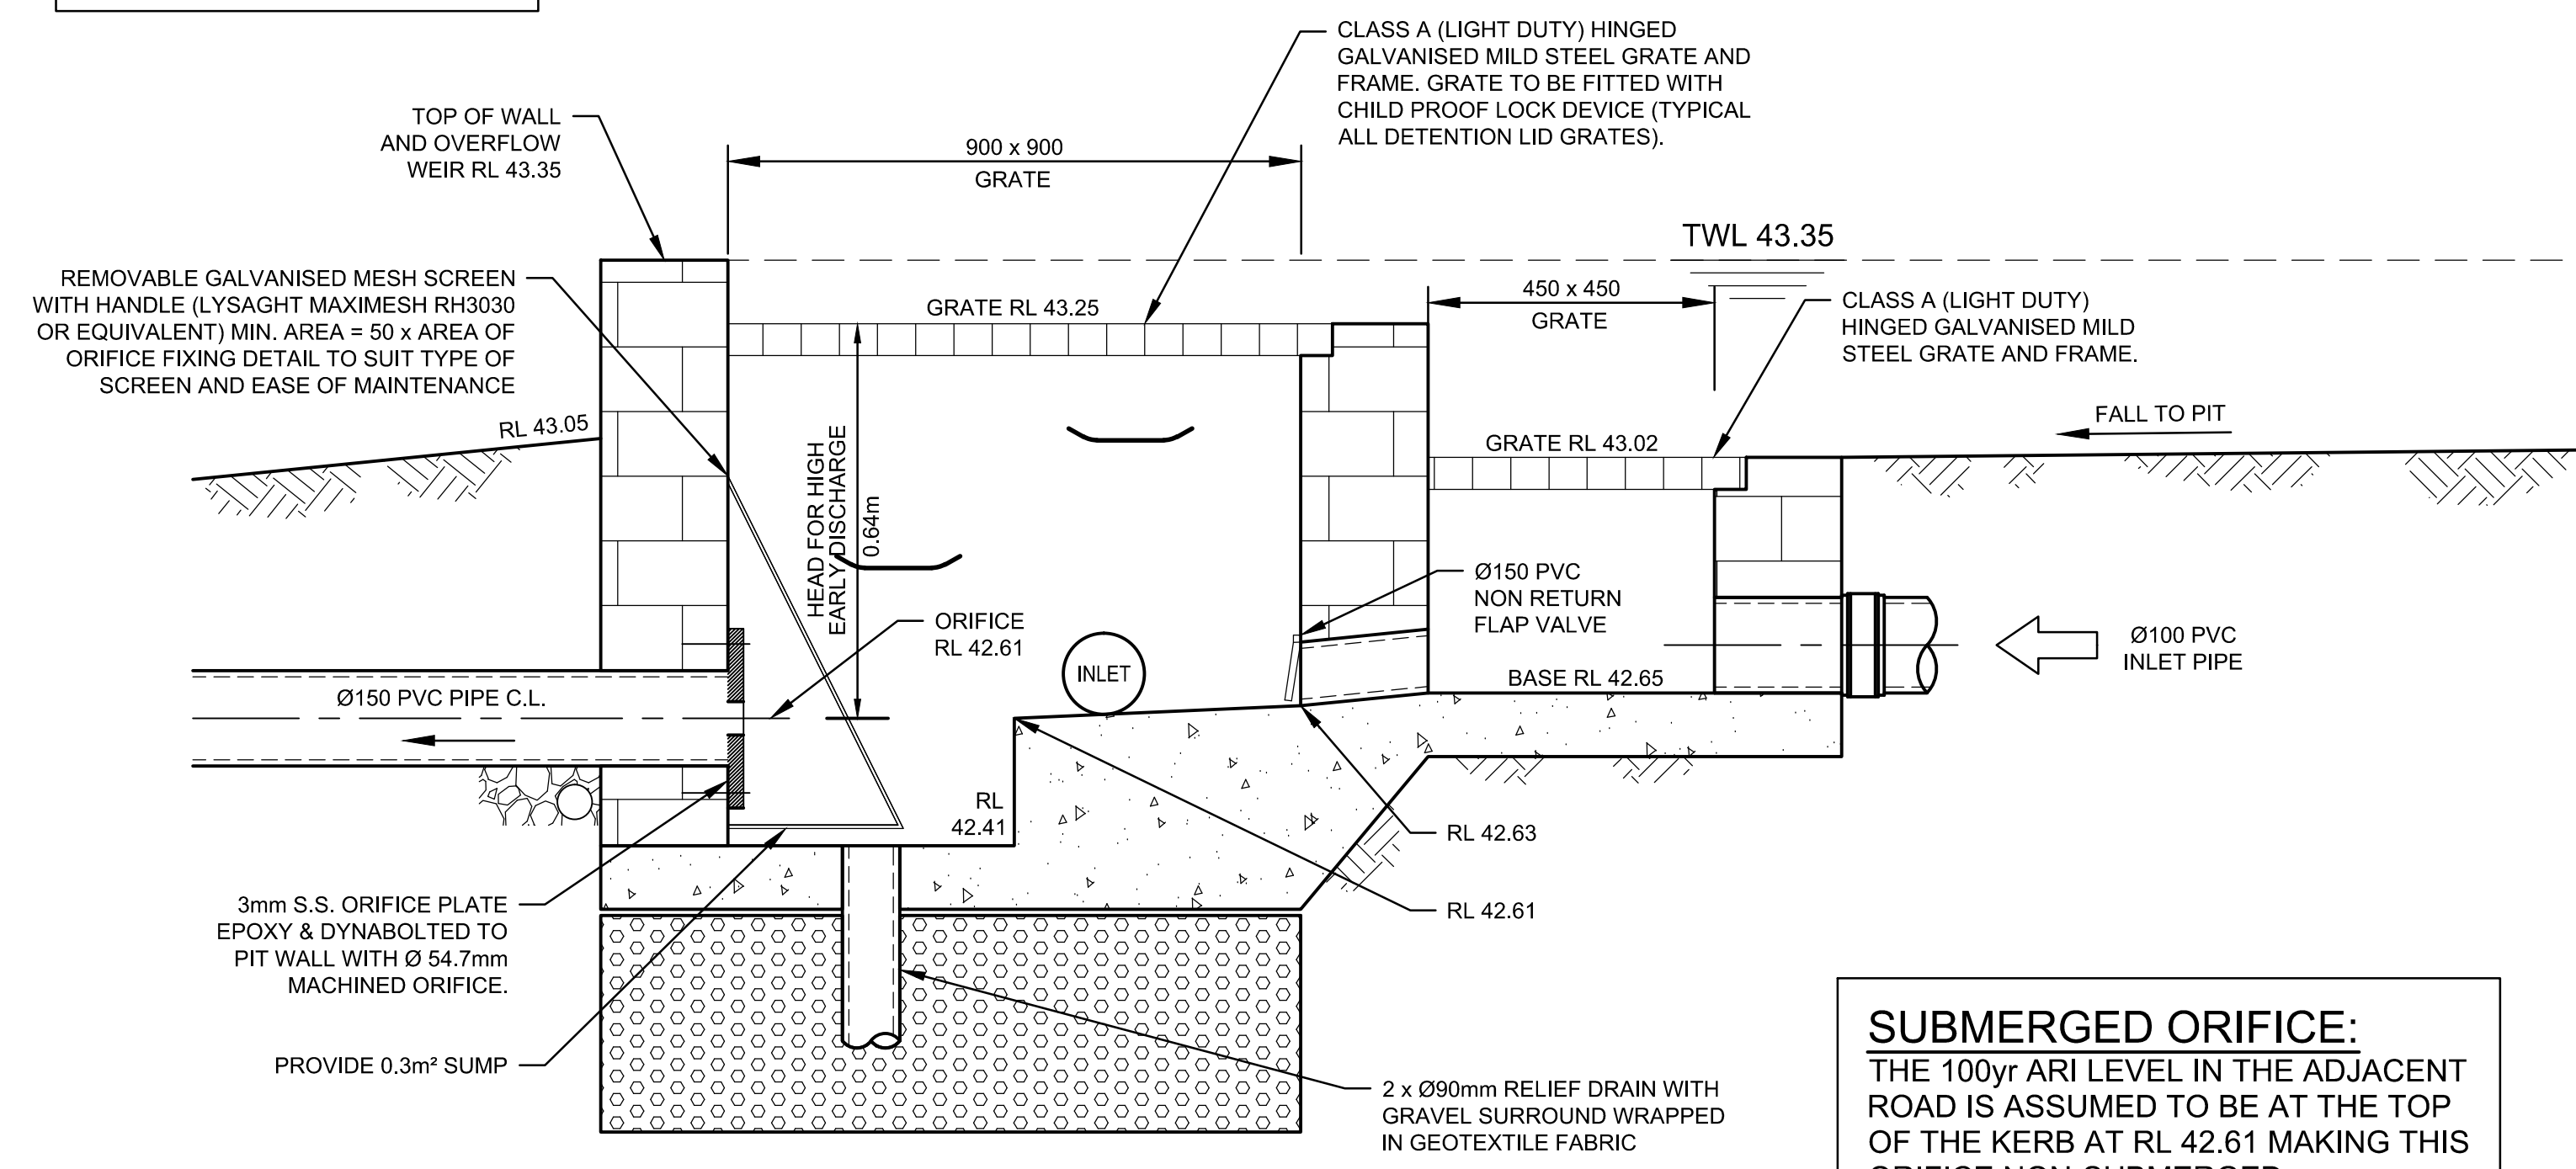 CLASS A (LIGHT DUTY) HINGED
GALVANISED MILD STEEL GRATE AND
FRAME. GRATE TO BE FITTED WITH
CHILD PROOF LOCK DEVICE (TYPICAL
ALL DETENTION LID GRATES).
TOP OF WALL
AND OVERFLOW
WEIR RL 43.35
900 x 900
GRATE
TWL 43.35
REMOVABLE GALVANISED MESH SCREEN
WITH HANDLE (LYSAGHT MAXIMESH RH3030
OR EQUIVALENT) MIN. AREA = 50 x AREA OF
ORIFICE FIXING DETAIL TO SUIT TYPE OF
SCREEN AND EASE OF MAINTENANCE
GRATE RL 43.25
450 x 450
GRATE
CLASS A (LIGHT DUTY)
HINGED GALVANISED MILD
STEEL GRATE AND FRAME.
RL 43.05
FALL TO PIT
GRATE RL 43.02
HEAD FOR HIGH
EARLY DISCHARGE
0.64m
Ø150 PVC
NON RETURN
FLAP VALVE
ORIFICE
RL 42.61
INLET
Ø100 PVC
INLET PIPE
BASE RL 42.65
Ø150 PVC PIPE C.L.
RL
42.41
RL 42.63
RL 42.61
3mm S.S. ORIFICE PLATE
EPOXY & DYNABOLTED TO
PIT WALL WITH Ø 54.7mm
MACHINED ORIFICE.
PROVIDE 0.3m² SUMP
2 x Ø90mm RELIEF DRAIN WITH
GRAVEL SURROUND WRAPPED
IN GEOTEXTILE FABRIC
SUBMERGED ORIFICE:
THE 100yr ARI LEVEL IN THE ADJACENT
ROAD IS ASSUMED TO BE AT THE TOP
OF THE KERB AT RL 42.61 MAKING THIS
ORIFICE NON SUBMERGED